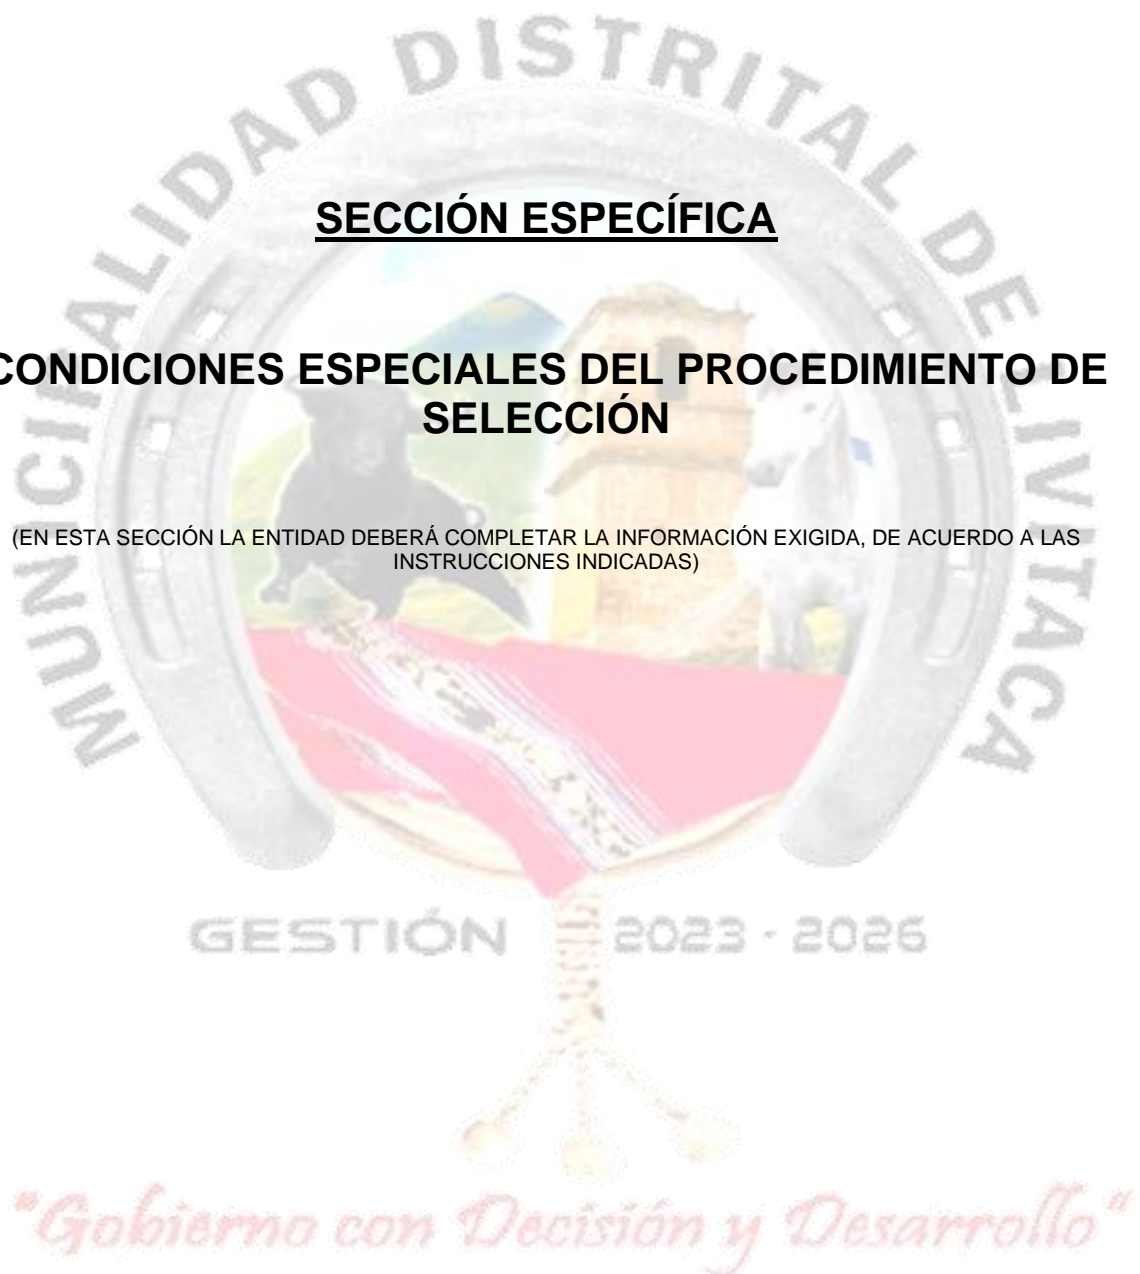 MUNICIPALIDAD DISTRITAL DE LIVITACA
SECCIÓN ESPECÍFICA
CONDICIONES ESPECIALES DEL PROCEDIMIENTO DE
SELECCIÓN
(EN ESTA SECCIÓN LA ENTIDAD DEBERÁ COMPLETAR LA INFORMACIÓN EXIGIDA, DE ACUERDO A LAS
INSTRUCCIONES INDICADAS)
GESTIÓN 2023 - 2026
"Gobierno con Decisión y Desarrollo"